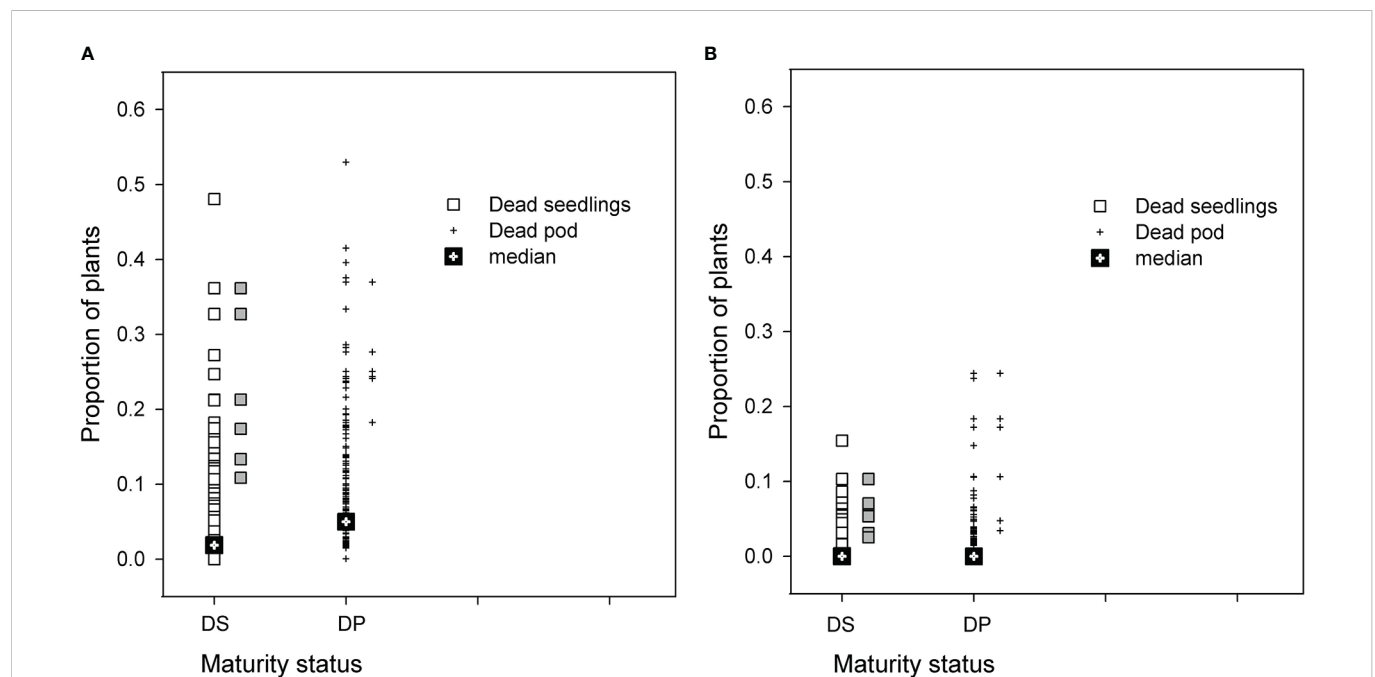 A
0.6
0.5
0.4
0.3
0.2
0.1
0.0
Proportion of plants
Dead seedlings
Dead pod
median
DS DP
Maturity status
B
0.6
0.5
0.4
0.3
0.2
0.1
0.0
Proportion of plants
Dead seedlings
Dead pod
median
DS DP
Maturity status